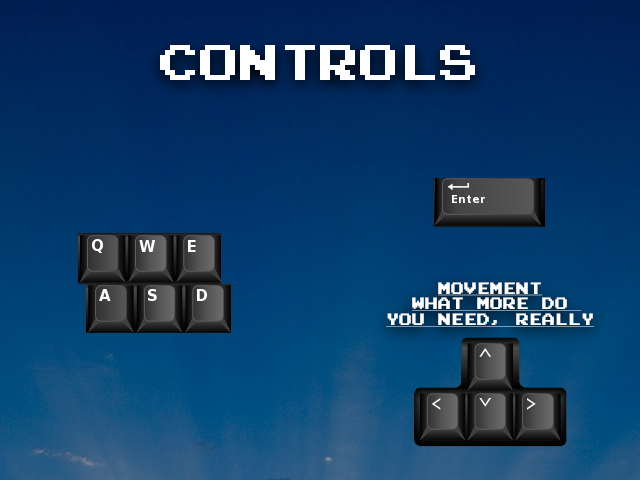 CONTROLS
Enter
Q W E
A S D
MOVEMENT
WHAT MORE DO
YOU NEED, REALLY
^
< v >